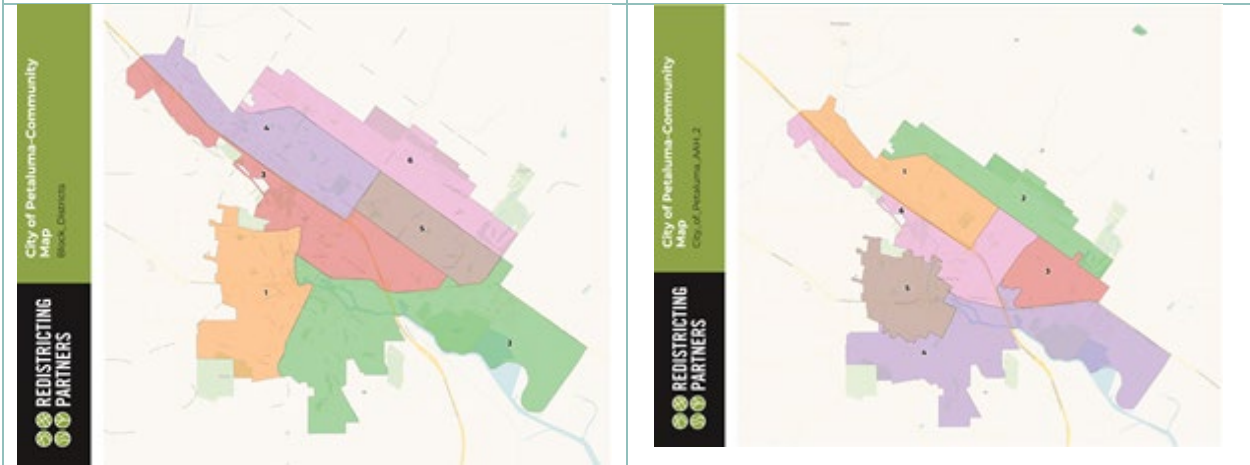 City of Petaluma-Community
Map
Block_Districts
REDISTRICTING
PARTNERS
4
6
3
5
1
2
City of Petaluma-Community
Map
City_of_Petaluma_AAH_2
REDISTRICTING
PARTNERS
1
2
6
3
5
4